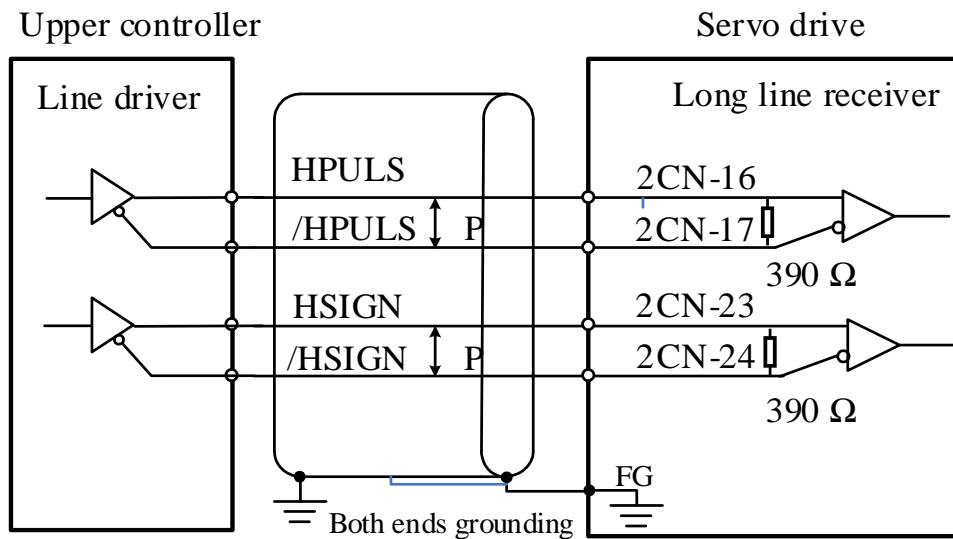 Upper controller
Servo drive
Line driver
Long line receiver
HPULS
2CN-16
/HPULS
P
2CN-17
390 Ω
HSIGN
2CN-23
/HSIGN
P
2CN-24
390 Ω
FG
Both ends grounding